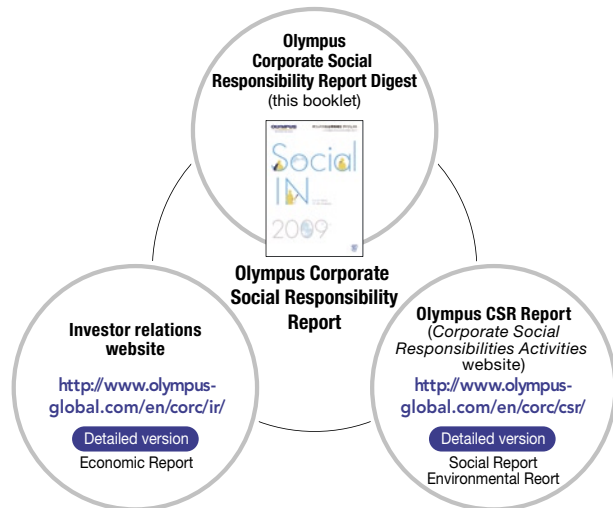 Olympus
Corporate Social
Responsibility Report Digest
(this booklet)
OLYMPUS
Social
IN
2009
Olympus Corporate
Social Responsibility
Report
Investor relations
website
http://www.olympus-
global.com/en/corc/ir/
Detailed version
Economic Report
Olympus CSR Report
(Corporate Social
Responsibilities Activities
website)
http://www.olympus-
global.com/en/corc/csr/
Detailed version
Social Report
Environmental Reort